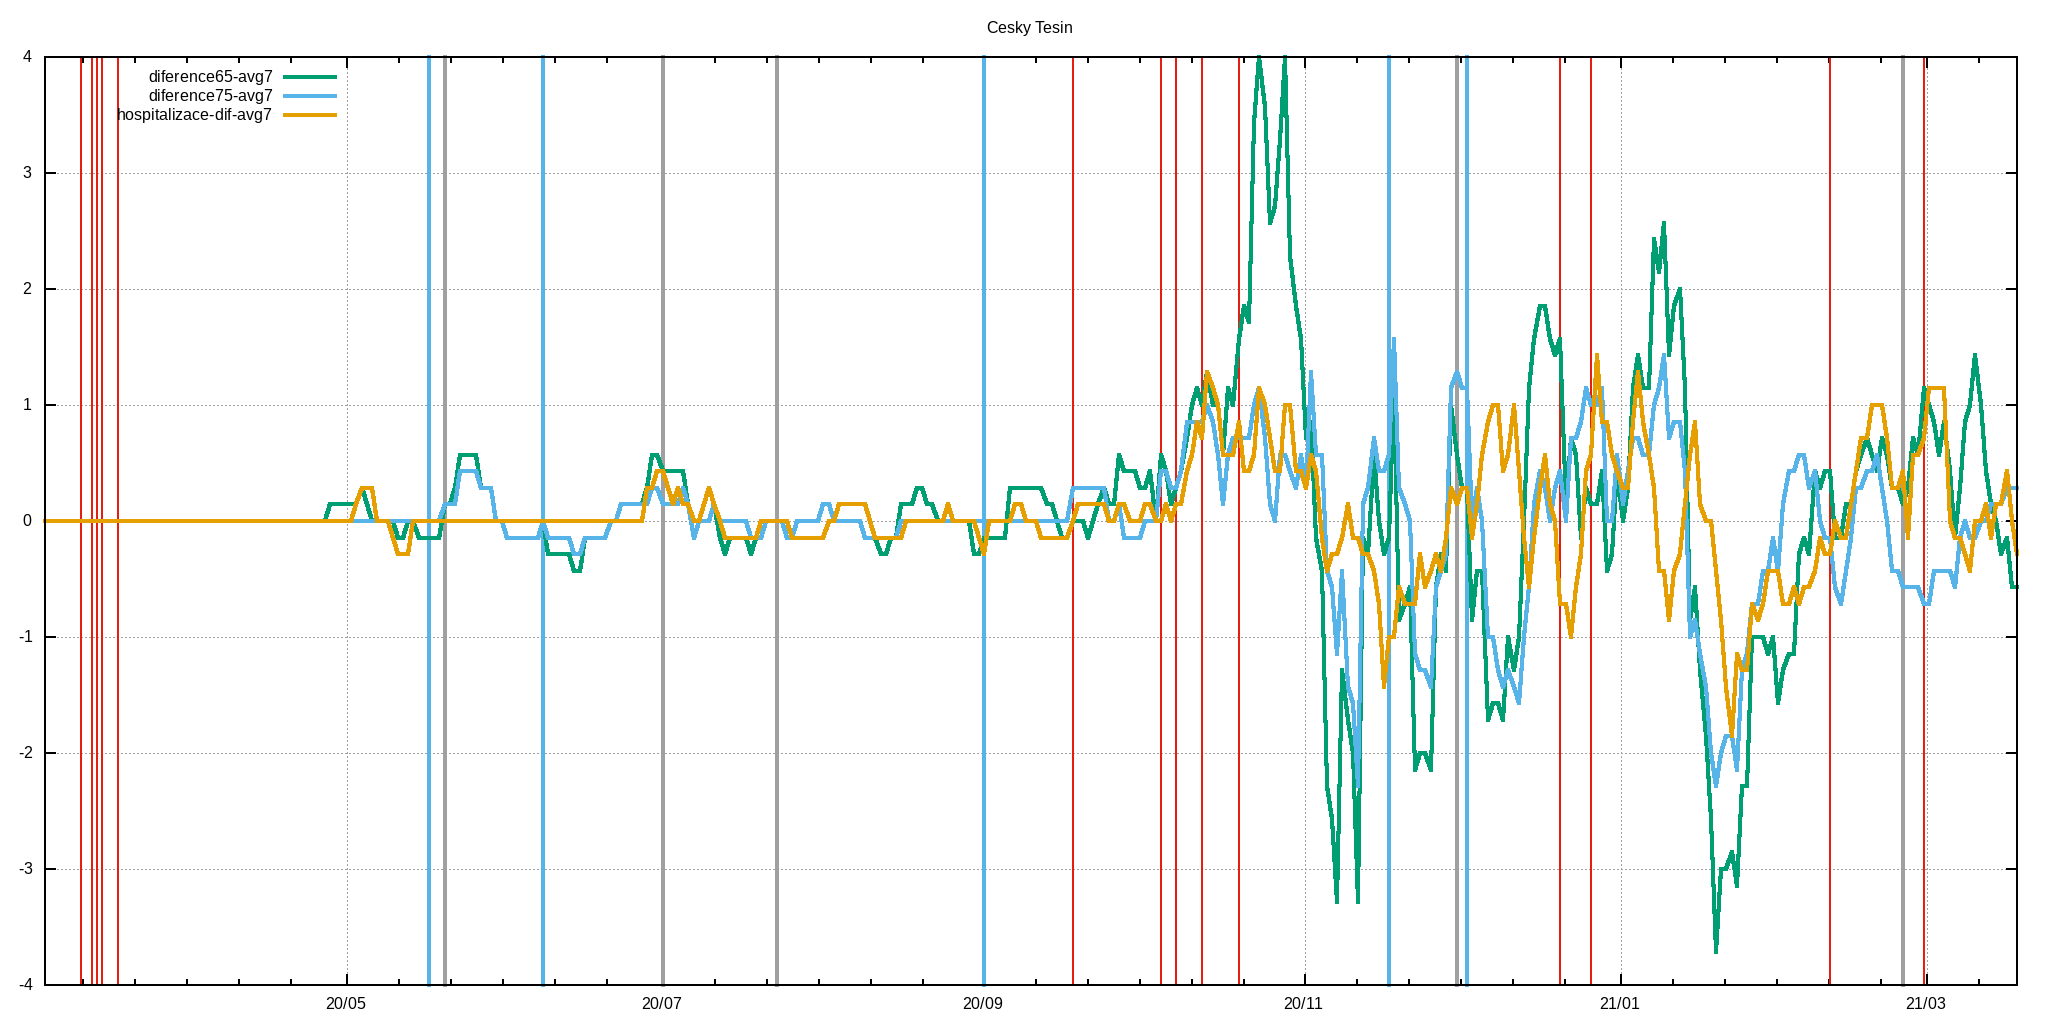 Cesky Tesin
4
3
2
1
0
-1
-2
-3
-4
diference65-avg7
diference75-avg7
hospitalizace-dif-avg7
20/05 20/07 20/09 20/11 21/01 21/03